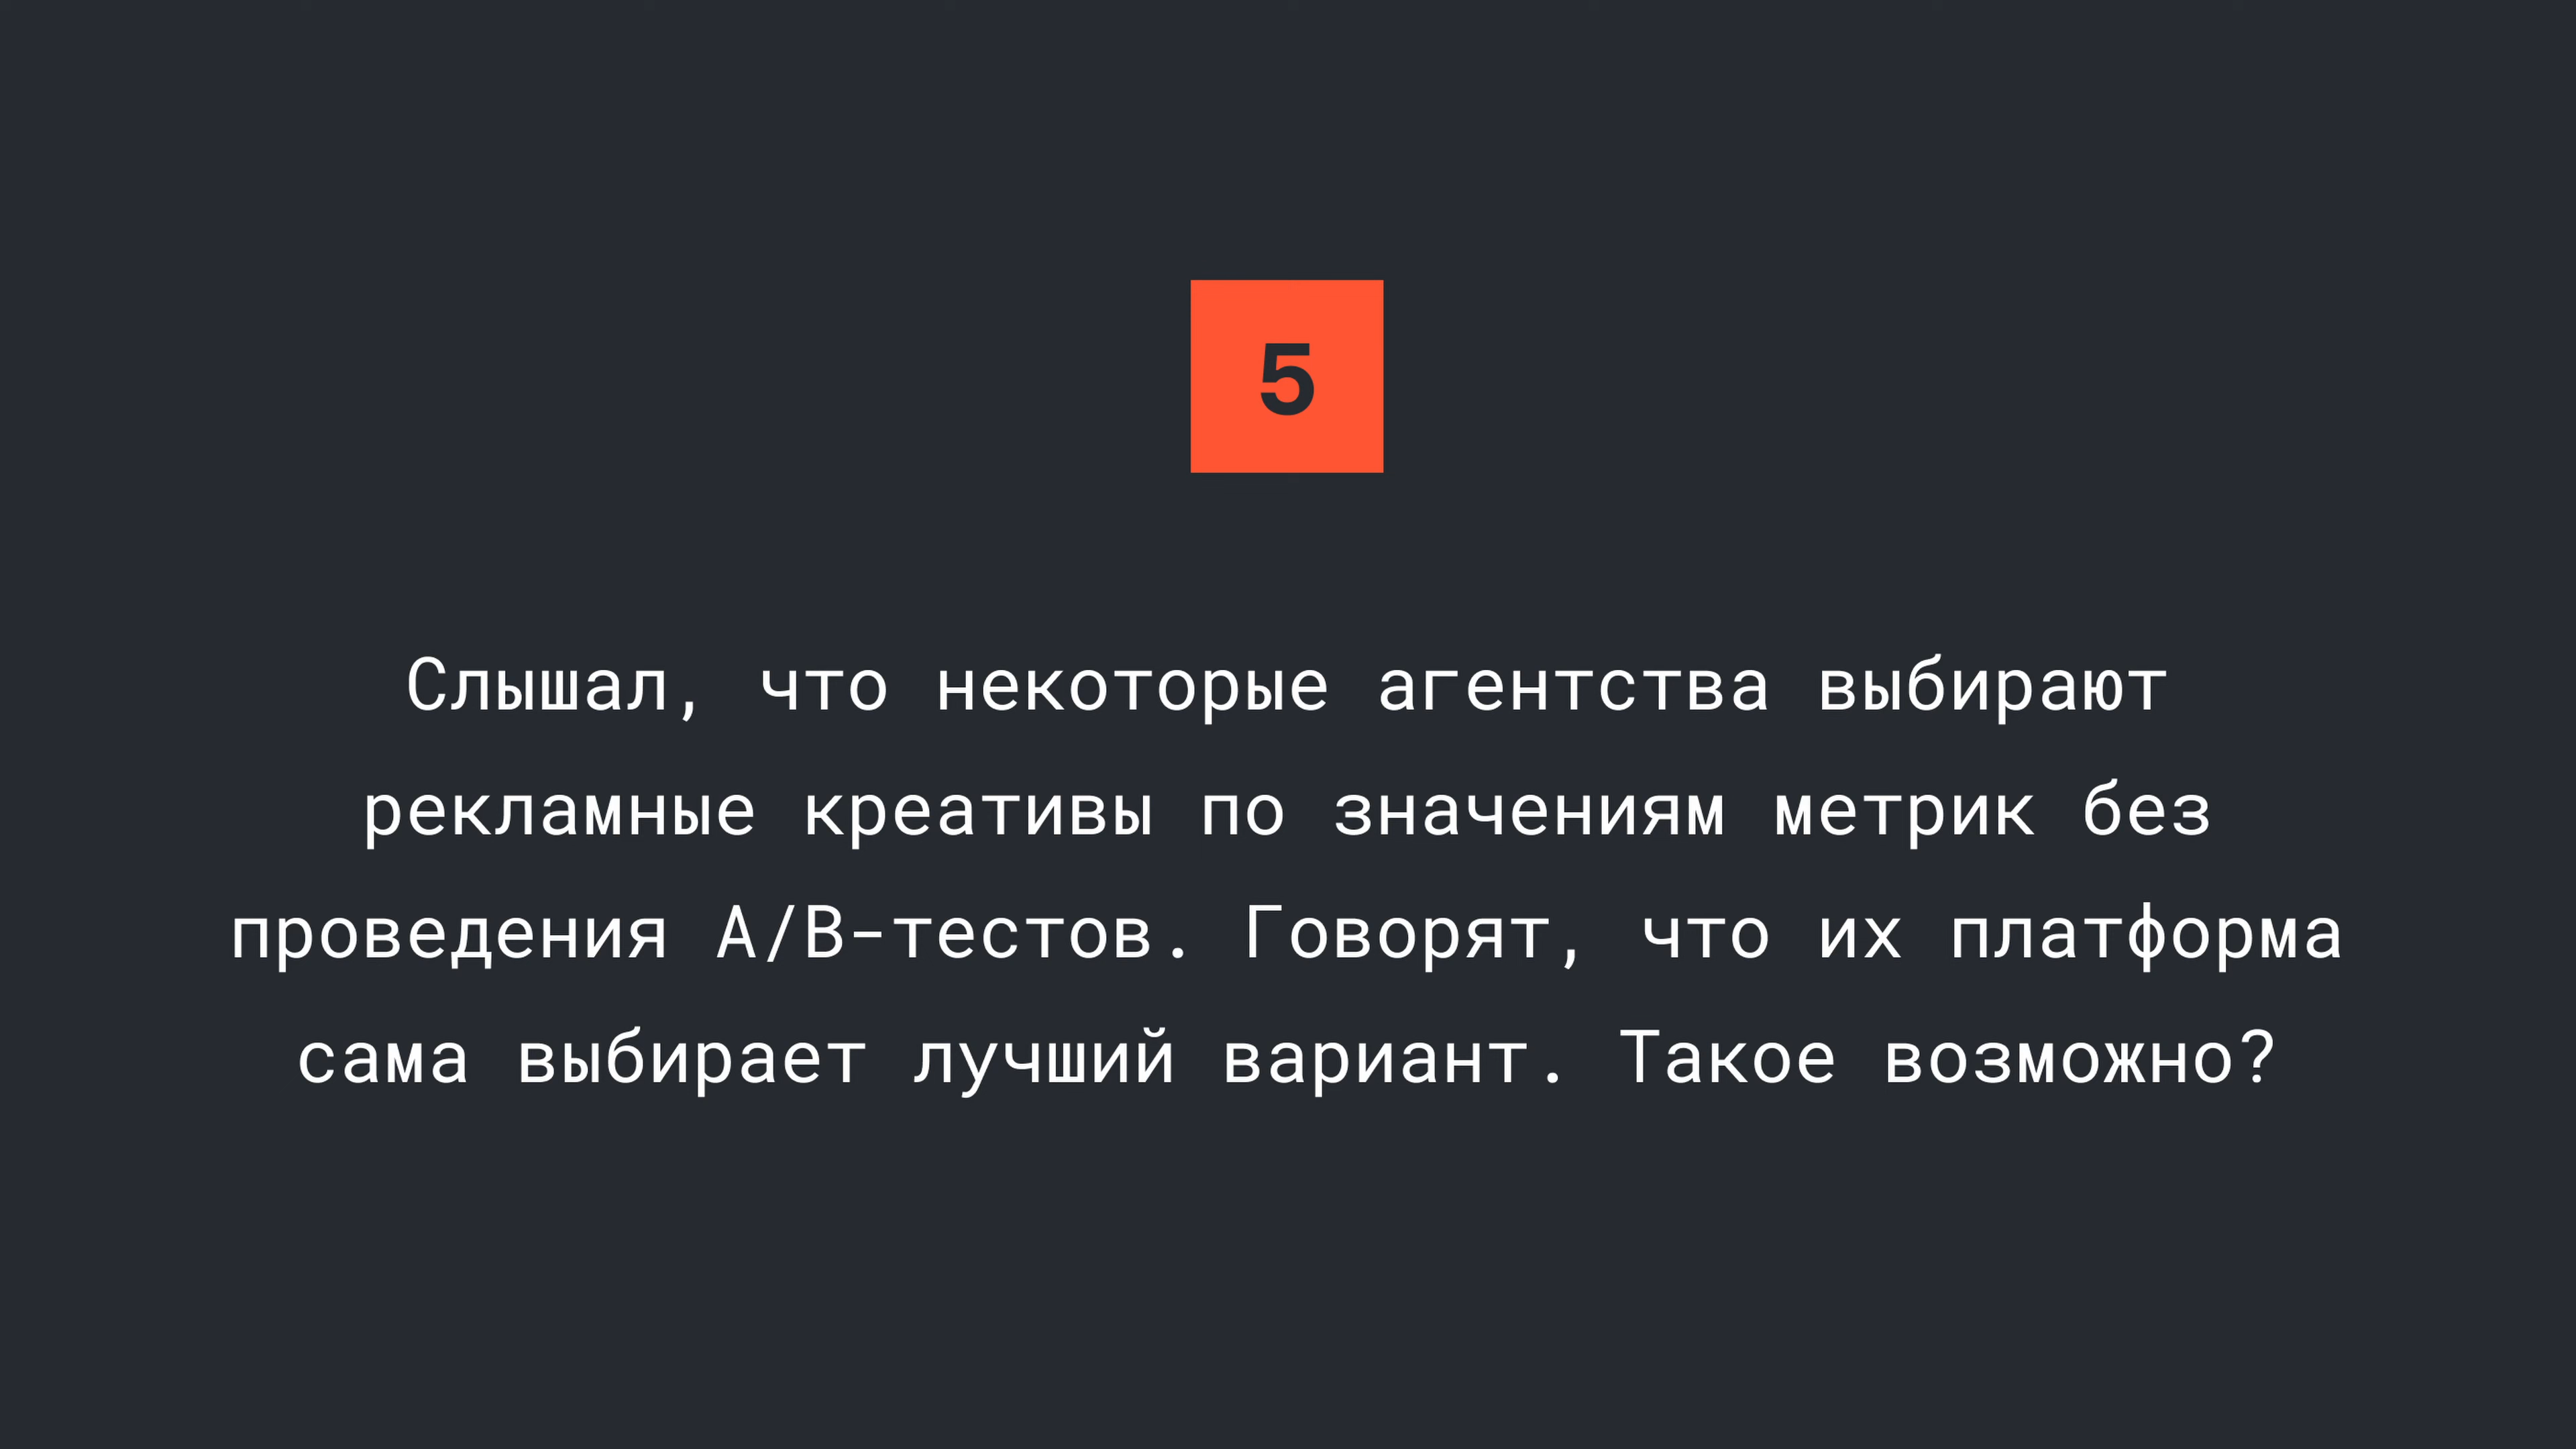 5
Слышал, что некоторые агентства выбирают
рекламные креативы по значениям метрик без
проведения A/B-тестов. Говорят, что их платформа
сама выбирает лучший вариант. Такое возможно?